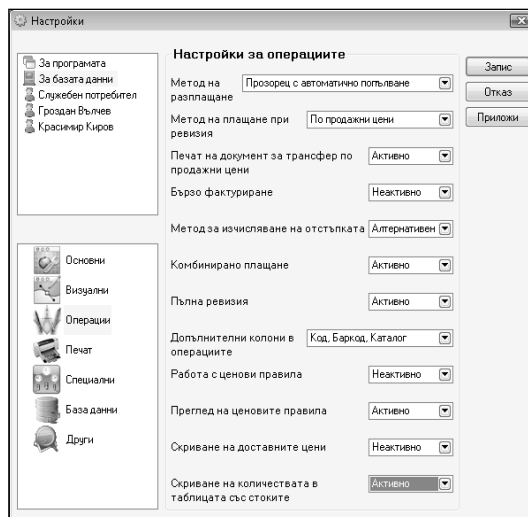 Настройки
За програмата
За базата данни
Служебен потребител
Гроздан Вълчев
Красимир Киров
Основни
Визуални
Операции
Печат
Специални
База данни
Други
Настройки за операциите
Метод на разплащане
Прозорец с автоматично попълване
Метод на плащане при ревизия
По продажни цени
Печат на документ за трансфер по продажни цени
Активно
Бързо фактуриране
Неактивно
Метод за изчисляване на отстъпката
Алтернативен
Комбинирано плащане
Активно
Пълна ревизия
Активно
Допълнителни колони в операциите
Код, Баркод, Каталог
Работа с ценови правила
Неактивно
Преглед на ценовите правила
Активно
Скриване на доставните цени
Неактивно
Скриване на количествата в таблицата със стоките
Активно
Запис
Отказ
Приложи